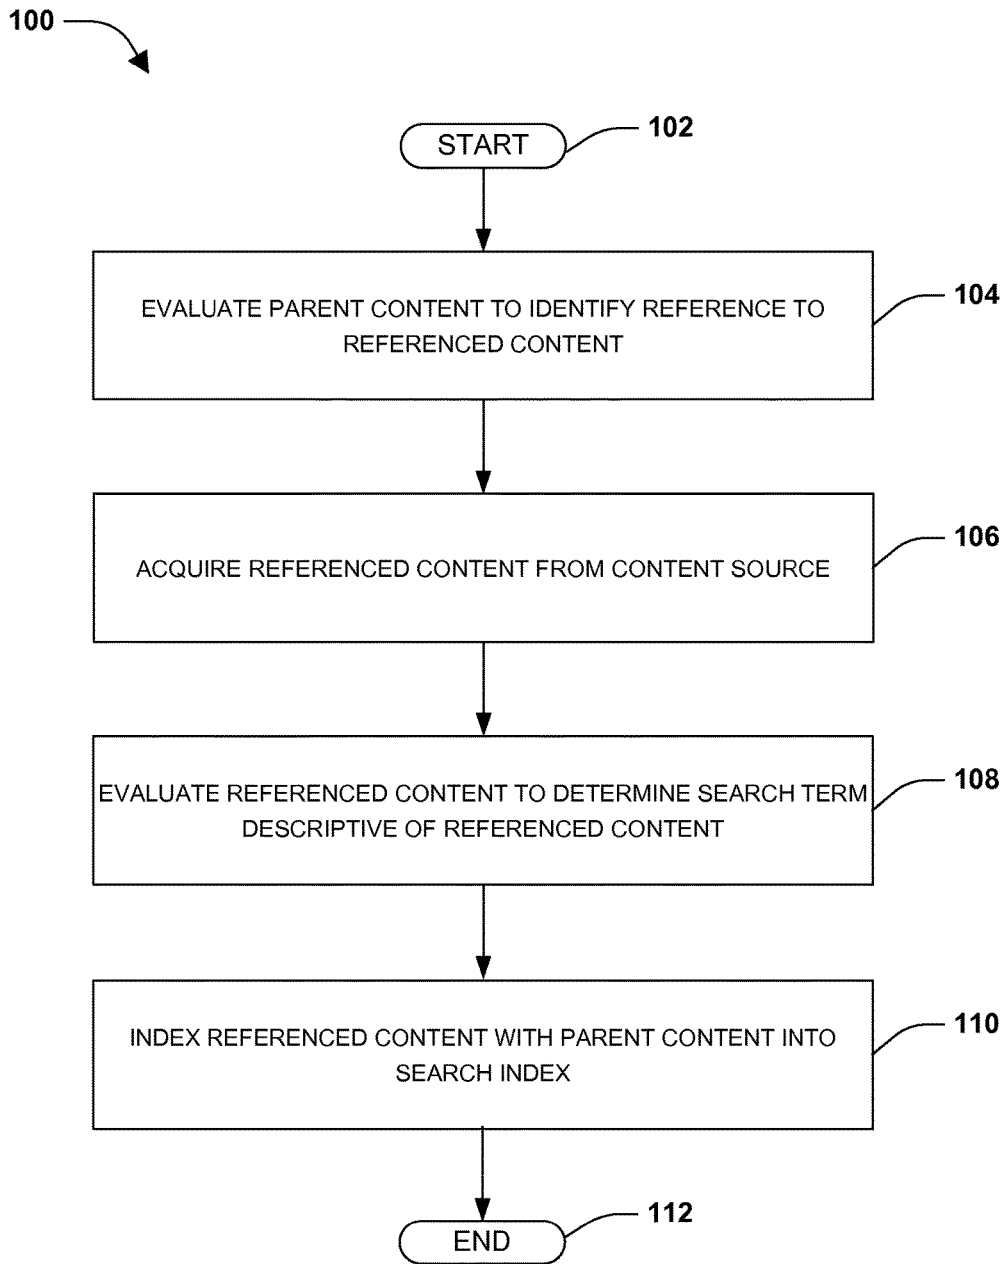 100
START
102
EVALUATE PARENT CONTENT TO IDENTIFY REFERENCE TO
REFERENCED CONTENT
104
ACQUIRE REFERENCED CONTENT FROM CONTENT SOURCE
106
EVALUATE REFERENCED CONTENT TO DETERMINE SEARCH TERM
DESCRIPTIVE OF REFERENCED CONTENT
108
INDEX REFERENCED CONTENT WITH PARENT CONTENT INTO
SEARCH INDEX
110
END
112